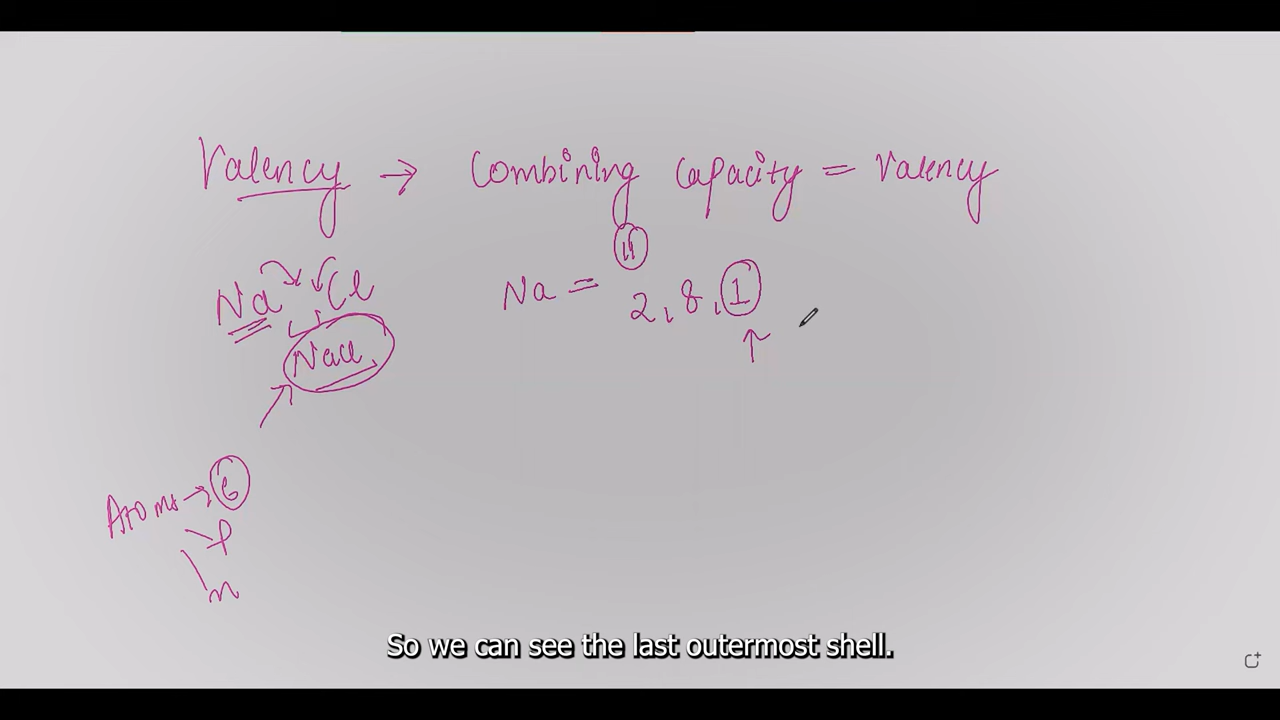 Valency → Combining Capacity = Valency
11
Na Cl
Na = 2, 8, 1
NaCl
Atoms → e
p
n
So we can see the last outermost shell.